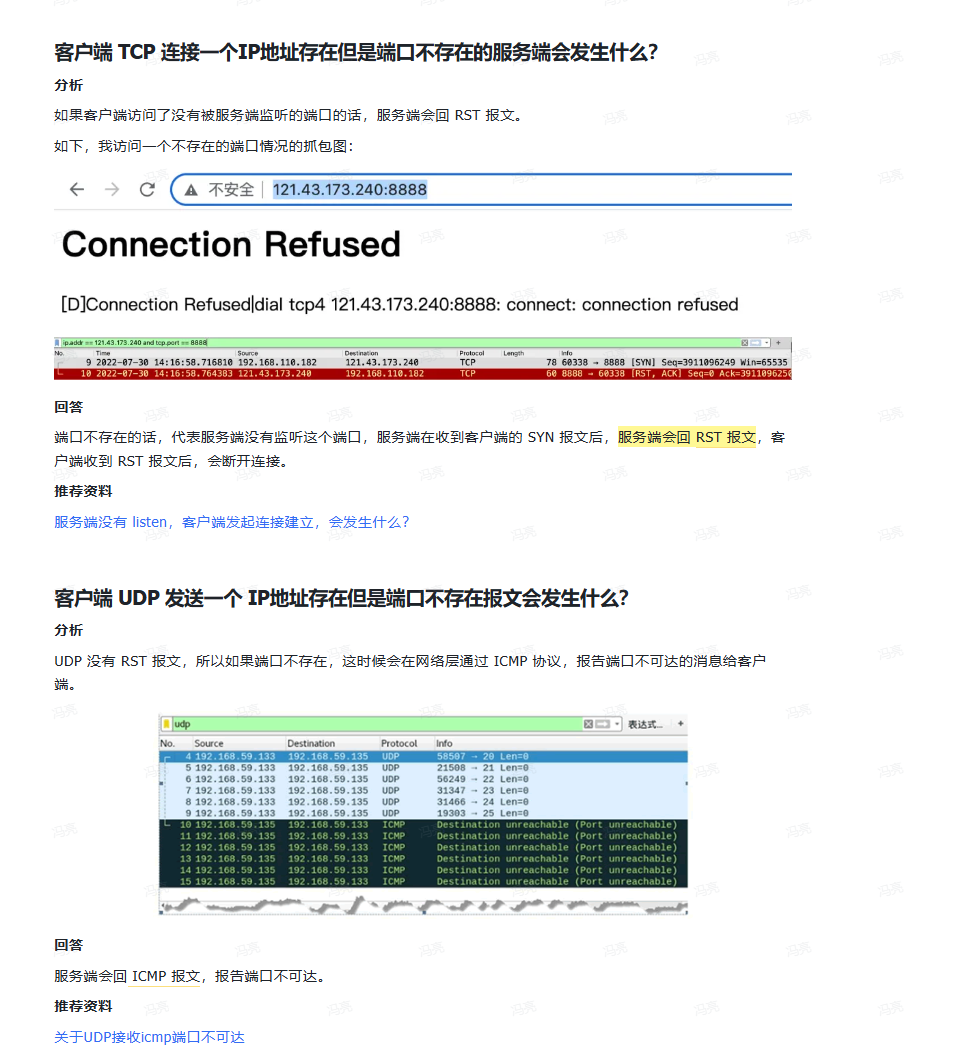 客户端 TCP 连接一个IP地址存在但是端口不存在的服务端会发生什么？
分析
如果客户端访问了没有被服务端监听的端口的话，服务端会回 RST 报文。
如下，我访问一个不存在的端口情况的抓包图：
不安全 121.43.173.240:8888
Connection Refused
[D]Connection Refused|dial tcp4 121.43.173.240:8888: connect: connection refused
ip.addr == 121.43.173.240 and tcp.port == 8888
No. Time Source Destination Protocol Length Info
9 2022-07-30 14:16:58.716810 192.168.110.182 121.43.173.240 TCP 78 60338 → 8888 [SYN] Seq=3911096249 Win=65535
10 2022-07-30 14:16:58.764383 121.43.173.240 192.168.110.182 TCP 60 8888 → 60338 [RST, ACK] Seq=0 Ack=3911096250
回答
端口不存在的话，代表服务端没有监听这个端口，服务端在收到客户端的 SYN 报文后，服务端会回 RST 报文，客
户端收到 RST 报文后，会断开连接。
推荐资料
服务端没有 listen，客户端发起连接建立，会发生什么？
客户端 UDP 发送一个 IP地址存在但是端口不存在报文会发生什么？
分析
UDP 没有 RST 报文，所以如果端口不存在，这时候会在网络层通过 ICMP 协议，报告端口不可达的消息给客户
端。
udp 表达式… +
No. Source Destination Protocol Info
4 192.168.59.133 192.168.59.135 UDP 58507 → 20 Len=0
5 192.168.59.133 192.168.59.135 UDP 21508 → 21 Len=0
6 192.168.59.133 192.168.59.135 UDP 56249 → 22 Len=0
7 192.168.59.133 192.168.59.135 UDP 31347 → 23 Len=0
8 192.168.59.133 192.168.59.135 UDP 31466 → 24 Len=0
9 192.168.59.133 192.168.59.135 UDP 19303 → 25 Len=0
10 192.168.59.135 192.168.59.133 ICMP Destination unreachable (Port unreachable)
11 192.168.59.135 192.168.59.133 ICMP Destination unreachable (Port unreachable)
12 192.168.59.135 192.168.59.133 ICMP Destination unreachable (Port unreachable)
13 192.168.59.135 192.168.59.133 ICMP Destination unreachable (Port unreachable)
14 192.168.59.135 192.168.59.133 ICMP Destination unreachable (Port unreachable)
15 192.168.59.135 192.168.59.133 ICMP Destination unreachable (Port unreachable)
回答
服务端会回 ICMP 报文，报告端口不可达。
推荐资料
关于UDP接收icmp端口不可达
冯亮